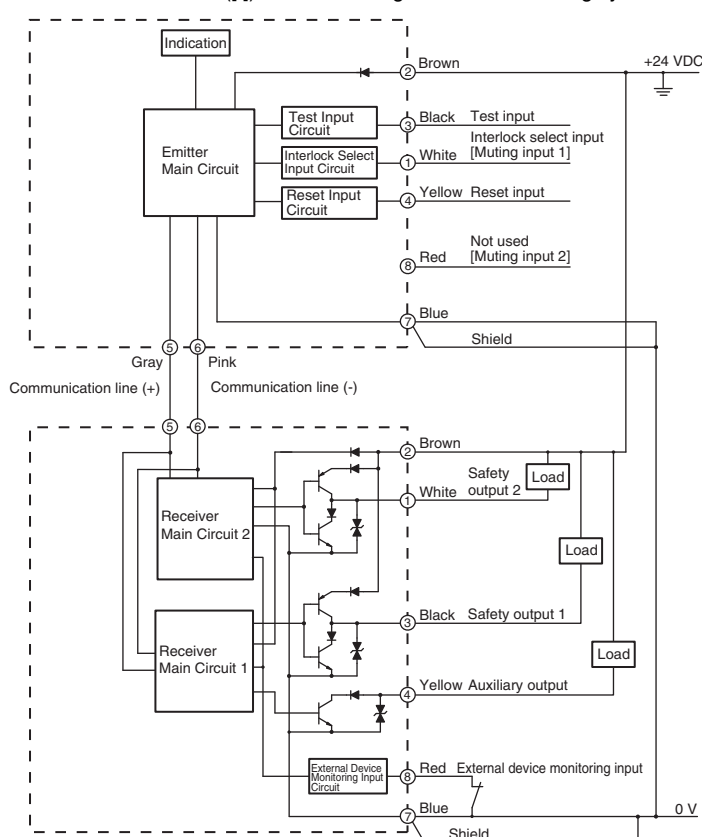 Indication
2 Brown
+24 VDC
Emitter
Main Circuit
Test Input
Circuit
3 Black Test input
Interlock Select
Input Circuit
1 White
Interlock select input
[Muting input 1]
Reset Input
Circuit
4 Yellow Reset input
8 Red
Not used
[Muting input 2]
7 Blue
Shield
5 6
Gray Pink
Communication line (+) Communication line (-)
5 6
2 Brown
Receiver
Main Circuit 2
1 White
Safety
output 2
Load
Load
3 Black Safety output 1
Receiver
Main Circuit 1
Load
4 Yellow Auxiliary output
External Device
Monitoring Input
Circuit
8 Red External device monitoring input
7 Blue
0 V
Shield